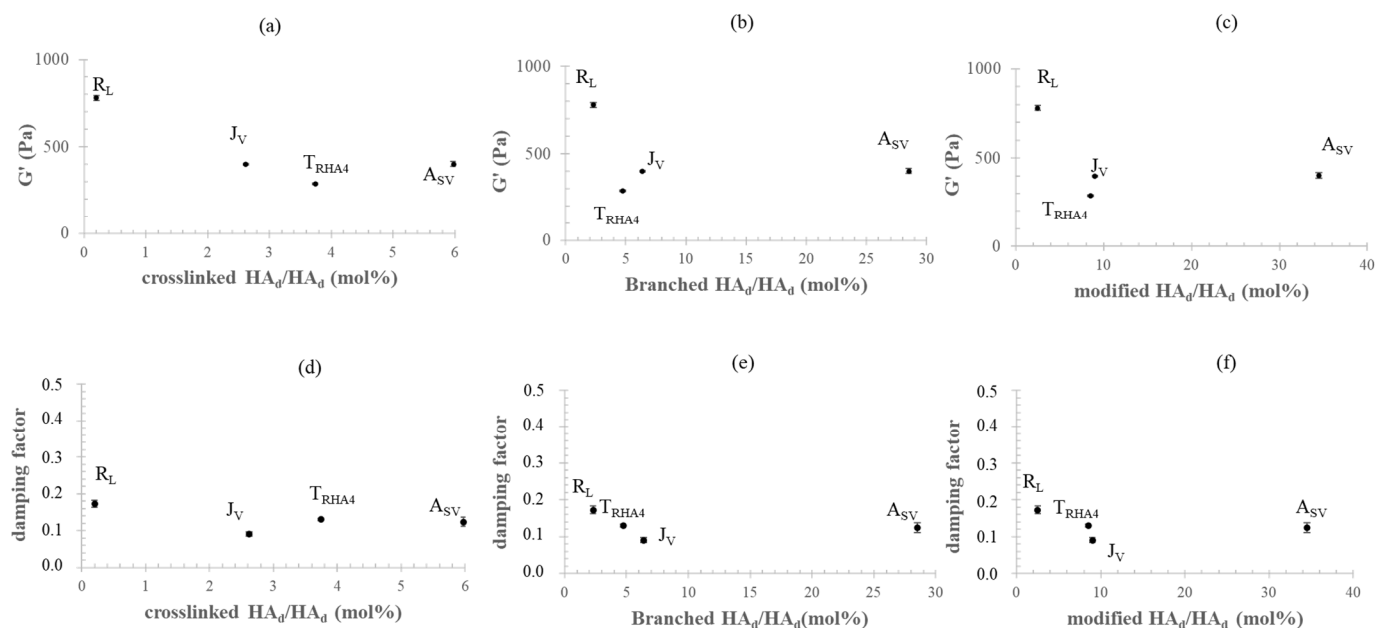 (a)
1000
500
0
G' (Pa)
R_L
J_V
T_RHA4
A_SV
0 1 2 3 4 5 6
crosslinked HA_d/HA_d (mol%)
(b)
1000
500
0
G' (Pa)
R_L
J_V
T_RHA4
A_SV
0 5 10 15 20 25 30
Branched HA_d/HA_d (mol%)
(c)
1000
500
0
G' (Pa)
R_L
J_V
T_RHA4
A_SV
0 10 20 30 40
modified HA_d/HA_d (mol%)
(d)
0.5
0.4
0.3
0.2
0.1
0.0
damping factor
R_L
J_V
T_RHA4
A_SV
0 1 2 3 4 5 6
crosslinked HA_d/HA_d (mol%)
(e)
0.5
0.4
0.3
0.2
0.1
0.0
damping factor
R_L
T_RHA4
J_V
A_SV
0 5 10 15 20 25 30
Branched HA_d/HA_d(mol%)
(f)
0.5
0.4
0.3
0.2
0.1
0.0
damping factor
R_L
T_RHA4
J_V
A_SV
0 10 20 30 40
modified HA_d/HA_d (mol%)